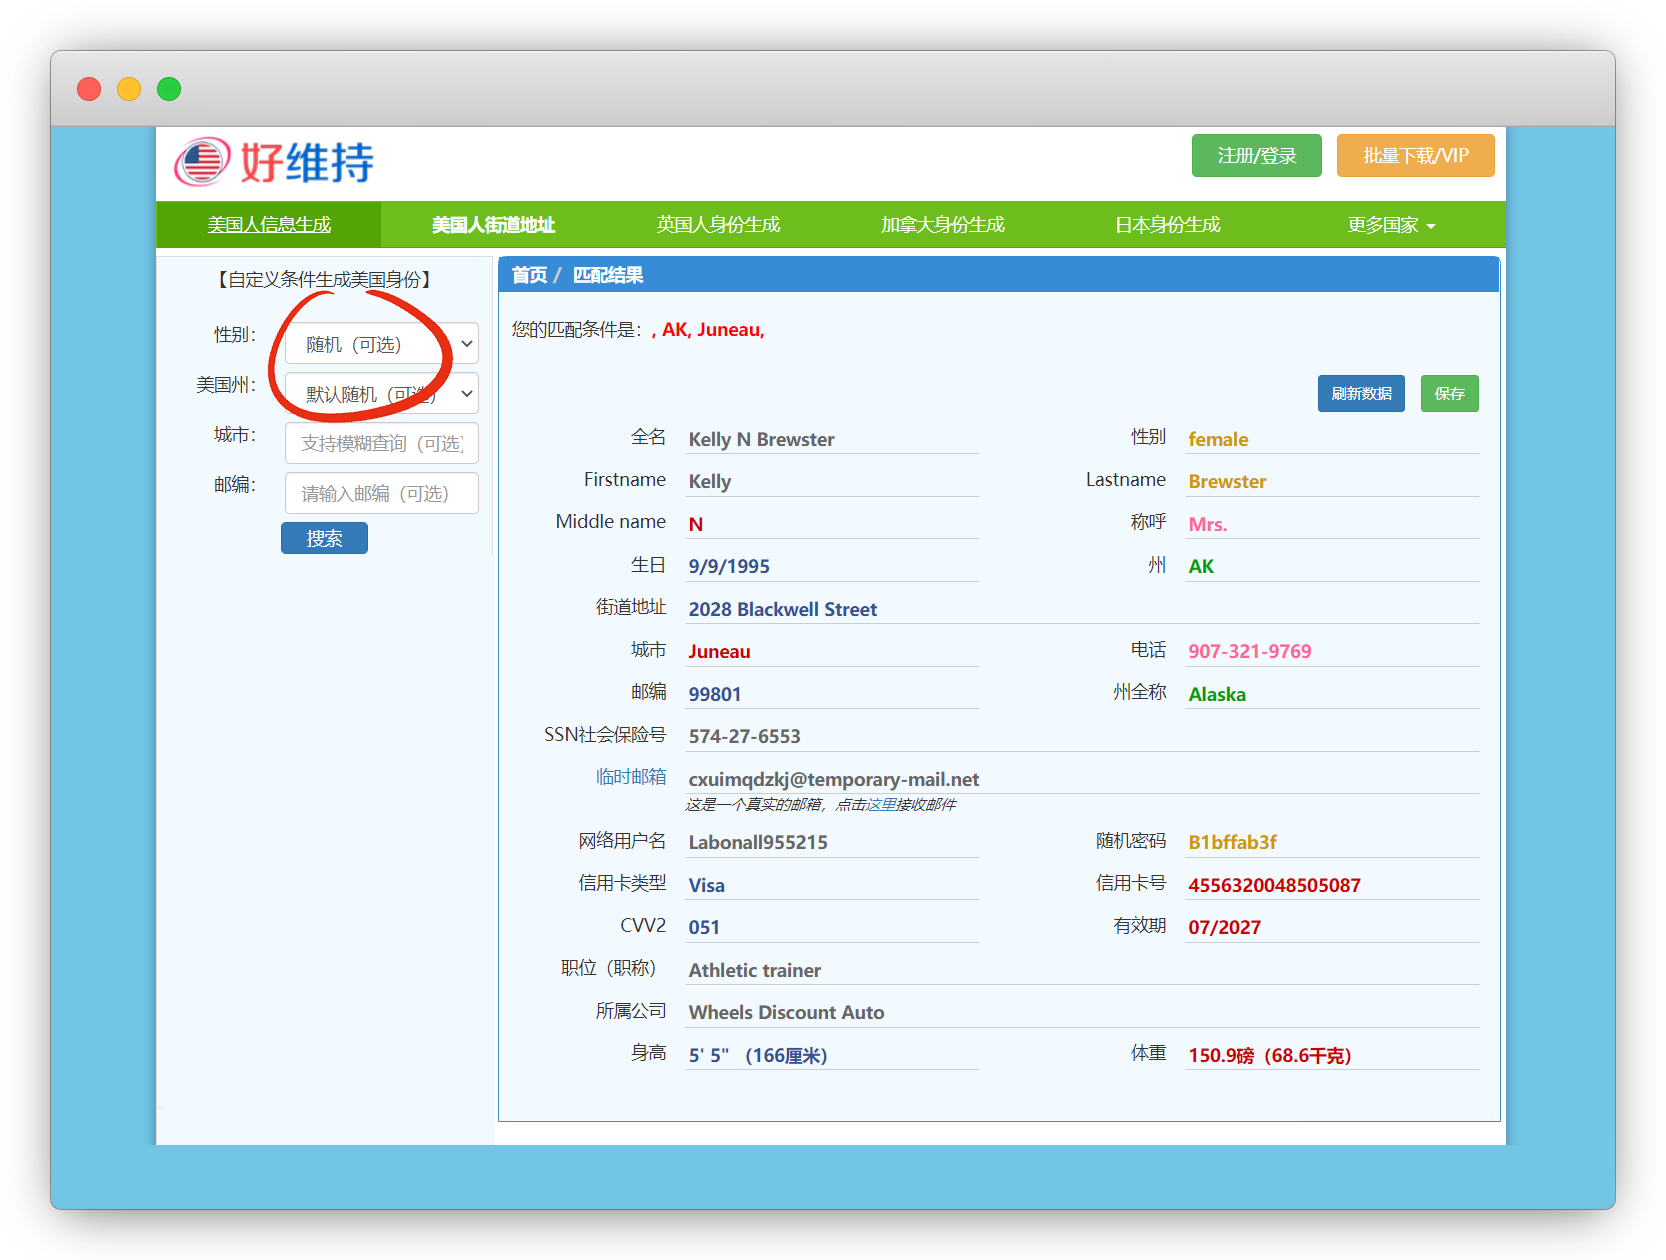 好维持
注册/登录 批量下载/VIP
美国人信息生成 美国人街道地址 英国人身份生成 加拿大身份生成 日本身份生成 更多国家
【自定义条件生成美国身份】
性别： 随机（可选）
美国州： 默认随机（可选）
城市： 支持模糊查询（可选）
邮编： 请输入邮编（可选）
搜索
首页 / 匹配结果
您的匹配条件是：, AK, Juneau,
刷新数据 保存
全名 Kelly N Brewster 性别 female
Firstname Kelly Lastname Brewster
Middle name N 称呼 Mrs.
生日 9/9/1995 州 AK
街道地址 2028 Blackwell Street
城市 Juneau 电话 907-321-9769
邮编 99801 州全称 Alaska
SSN社会保险号 574-27-6553
临时邮箱 cxuimqdzkj@temporary-mail.net
这是一个真实的邮箱，点击这里接收邮件
网络用户名 Labonall955215 随机密码 B1bffab3f
信用卡类型 Visa 信用卡号 4556320048505087
CVV2 051 有效期 07/2027
职位（职称） Athletic trainer
所属公司 Wheels Discount Auto
身高 5' 5" （166厘米） 体重 150.9磅（68.6千克）